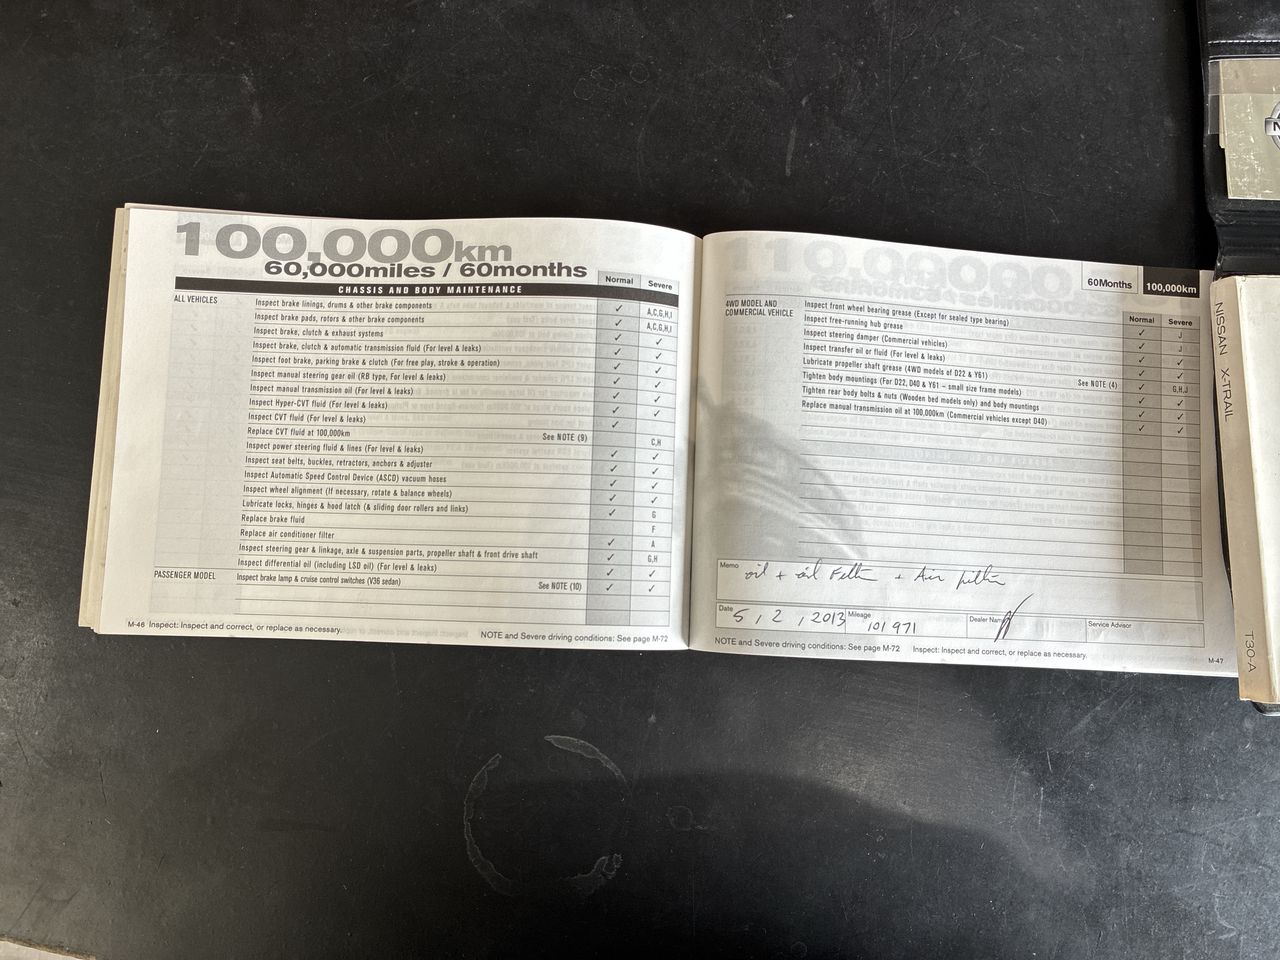 100,000km
60,000miles / 60months
Normal Severe
CHASSIS AND BODY MAINTENANCE
ALL VEHICLES
Inspect brake linings, drums & other brake components ✓ A,C,G,H,I
Inspect brake pads, rotors & other brake components ✓ A,C,G,H,I
Inspect brake, clutch & exhaust systems ✓ ✓
Inspect brake, clutch & automatic transmission fluid (For level & leaks) ✓ ✓
Inspect foot brake, parking brake & clutch (For free play, stroke & operation) ✓ ✓
Inspect manual steering gear oil (RB type, For level & leaks) ✓ ✓
Inspect manual transmission oil (For level & leaks) ✓ ✓
Inspect Hyper-CVT fluid (For level & leaks) ✓ ✓
Inspect CVT fluid (For level & leaks) ✓ ✓
Replace CVT fluid at 100,000km See NOTE (9) C,H
Inspect power steering fluid & lines (For level & leaks) ✓ ✓
Inspect seat belts, buckles, retractors, anchors & adjuster ✓ ✓
Inspect Automatic Speed Control Device (ASCD) vacuum hoses ✓ ✓
Inspect wheel alignment (If necessary, rotate & balance wheels) ✓ ✓
Lubricate locks, hinges & hood latch (& sliding door rollers and links) ✓ G
Replace brake fluid F
Replace air conditioner filter ✓ A
Inspect steering gear & linkage, axle & suspension parts, propeller shaft & front drive shaft ✓ G,H
Inspect differential oil (including LSD oil) (For level & leaks) ✓ ✓
PASSENGER MODEL Inspect brake lamp & cruise control switches (V36 sedan) See NOTE (10) ✓ ✓
M-46 Inspect: Inspect and correct, or replace as necessary. NOTE and Severe driving conditions: See page M-72
60Months 100,000km
Normal Severe
4WD MODEL AND
COMMERCIAL VEHICLE
Inspect front wheel bearing grease (Except for sealed type bearing) ✓ J
Inspect free-running hub grease ✓ J
Inspect steering damper (Commercial vehicles) ✓ ✓
Inspect transfer oil or fluid (For level & leaks) ✓ ✓
Lubricate propeller shaft grease (4WD models of D22 & Y61) See NOTE (4) ✓ G,H,J
Tighten body mountings (For D22, D40 & Y61 – small size frame models) ✓ ✓
Tighten rear body bolts & nuts (Wooden bed models only) and body mountings ✓ ✓
Replace manual transmission oil at 100,000km (Commercial vehicles except D40) ✓ ✓
Memo oil + oil Filter + Air filter
Date 5, 2, 2013 Mileage 101971 Dealer Name Service Advisor
NOTE and Severe driving conditions: See page M-72 Inspect: Inspect and correct, or replace as necessary.
M-47
NISSAN X-TRAIL
T30-A